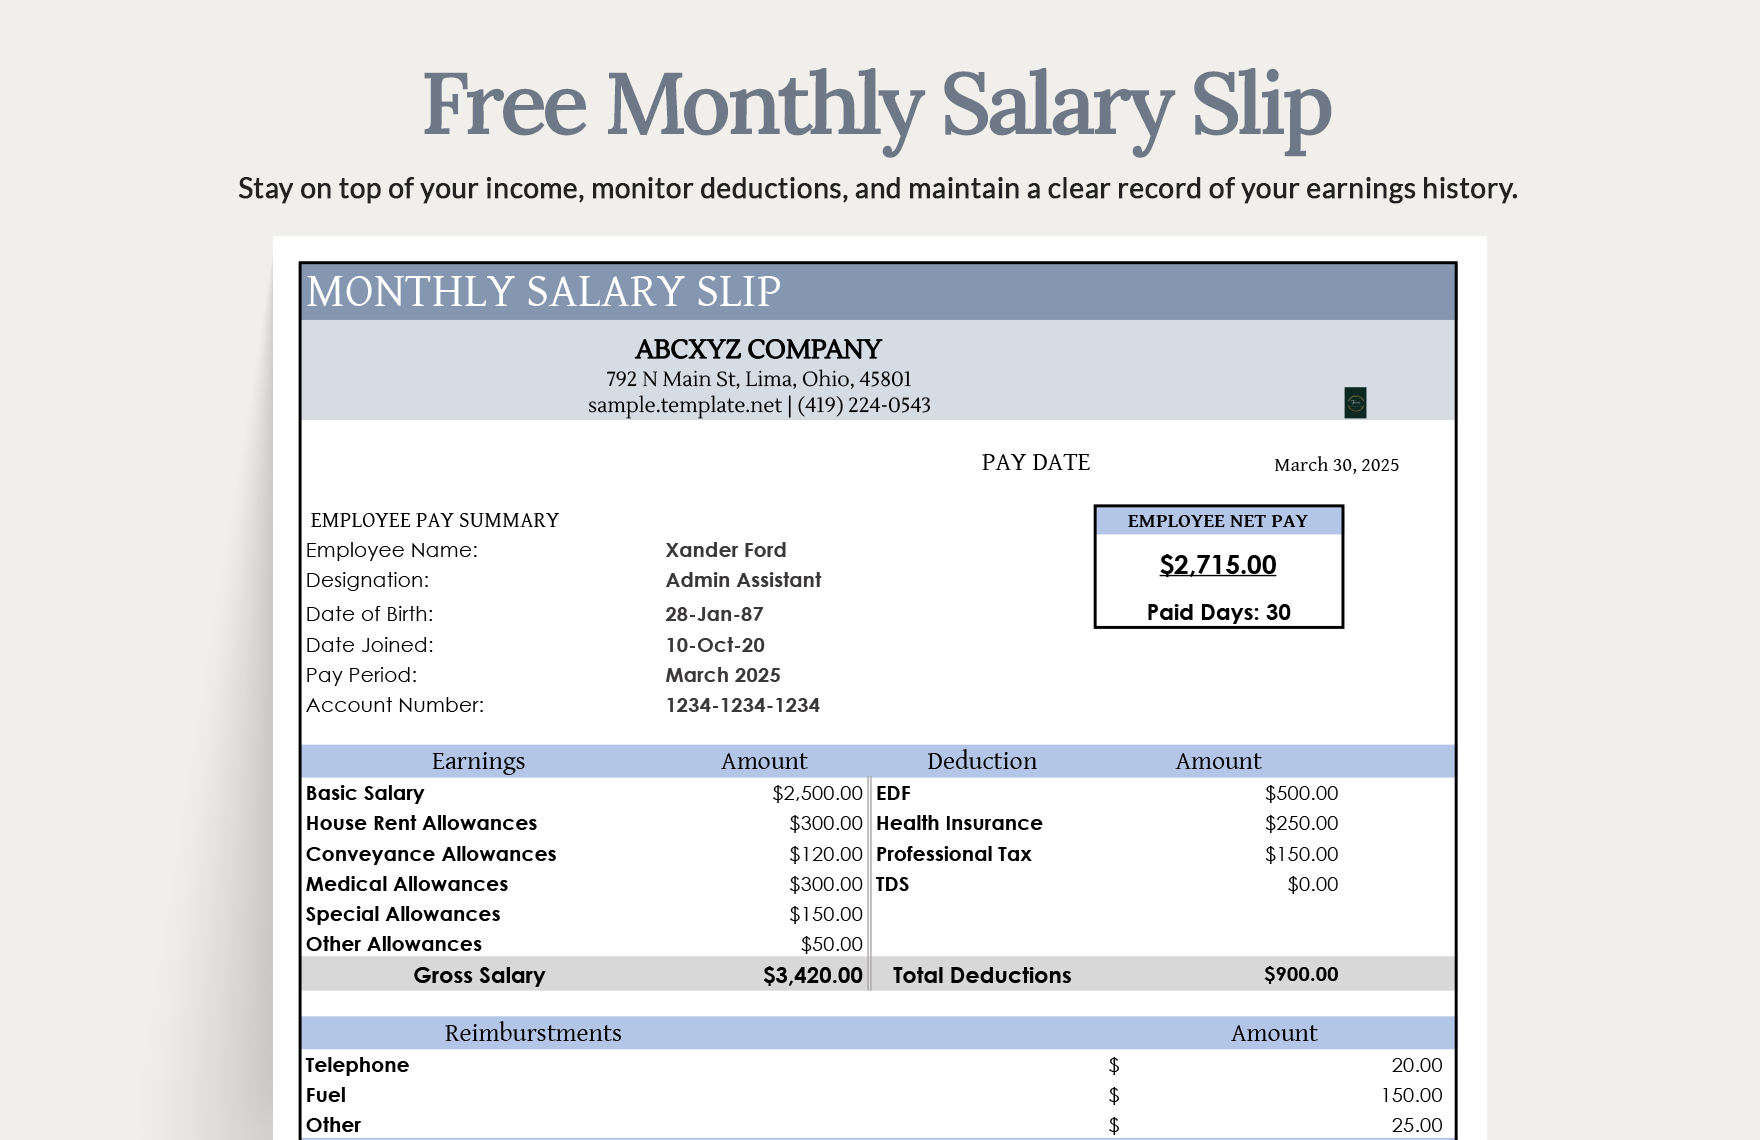 Free Monthly Salary Slip
Stay on top of your income, monitor deductions, and maintain a clear record of your earnings history.
MONTHLY SALARY SLIP
ABCXYZ COMPANY
792 N Main St, Lima, Ohio, 45801
sample.template.net | (419) 224-0543
PAY DATE March 30, 2025
EMPLOYEE PAY SUMMARY
Employee Name: Xander Ford
Designation: Admin Assistant
Date of Birth: 28-Jan-87
Date Joined: 10-Oct-20
Pay Period: March 2025
Account Number: 1234-1234-1234
EMPLOYEE NET PAY
$2,715.00
Paid Days: 30
Earnings Amount Deduction Amount
Basic Salary $2,500.00 EDF $500.00
House Rent Allowances $300.00 Health Insurance $250.00
Conveyance Allowances $120.00 Professional Tax $150.00
Medical Allowances $300.00 TDS $0.00
Special Allowances $150.00
Other Allowances $50.00
Gross Salary $3,420.00 Total Deductions $900.00
Reimburstments Amount
Telephone $ 20.00
Fuel $ 150.00
Other $ 25.00